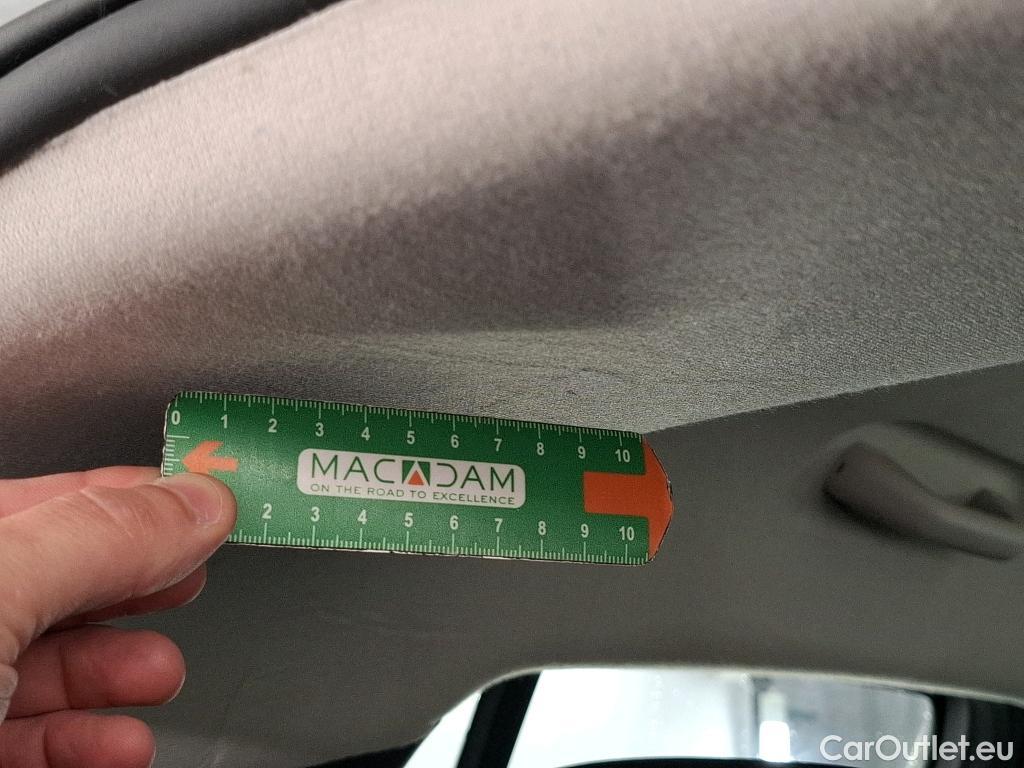 0 1 2 3 4 5 6 7 8 9 10
MACADAM
ON THE ROAD TO EXCELLENCE
2 3 4 5 6 7 8 9 10
CarOutlet.eu